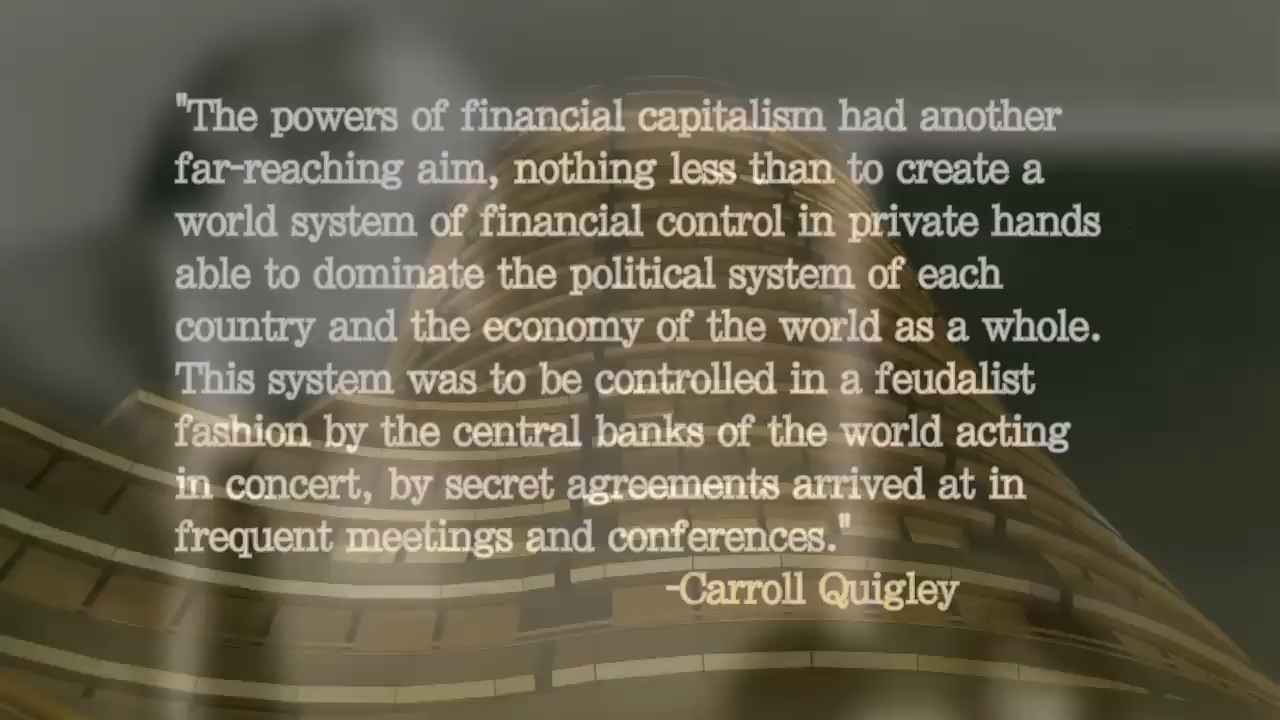 "The powers of financial capitalism had another
far-reaching aim, nothing less than to create a
world system of financial control in private hands
able to dominate the political system of each
country and the economy of the world as a whole.
This system was to be controlled in a feudalist
fashion by the central banks of the world acting
in concert, by secret agreements arrived at in
frequent meetings and conferences."
-Carroll Quigley